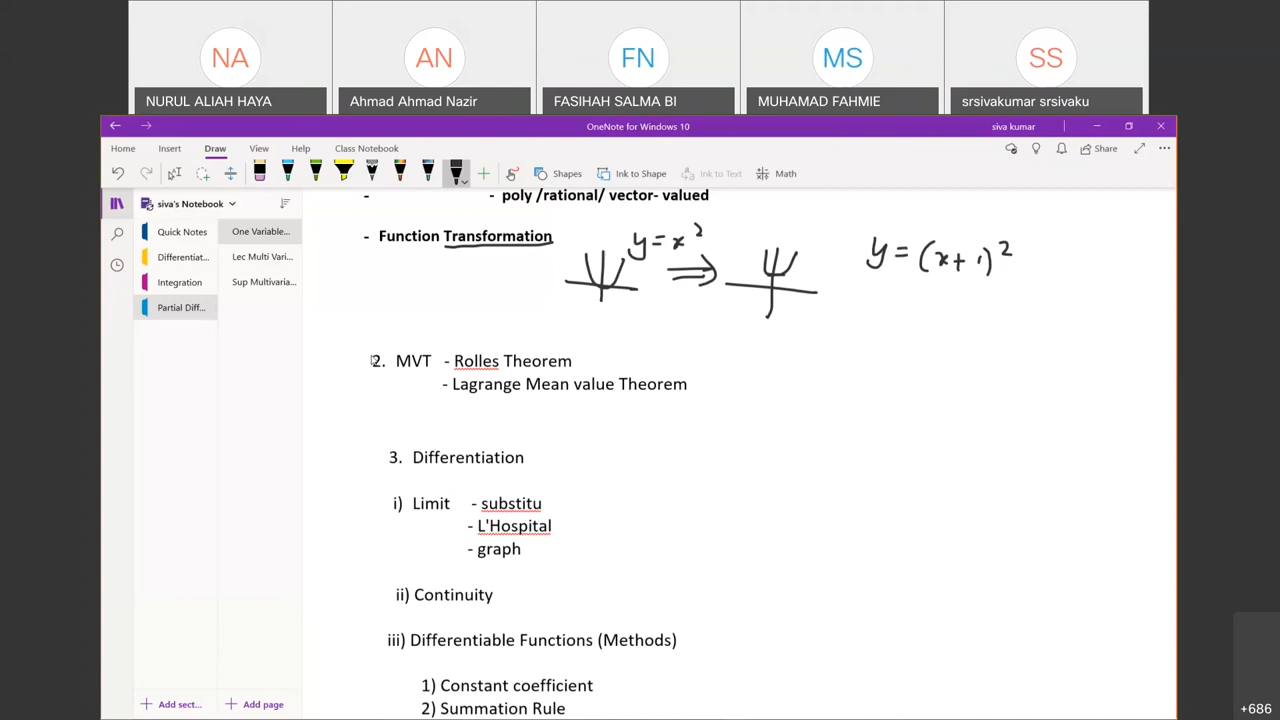 NA AN FN MS SS
NURUL ALIAH HAYA Ahmad Ahmad Nazir FASIHAH SALMA BI MUHAMAD FAHMIE srsivakumar srsivaku
OneNote for Windows 10 siva kumar
Home Insert Draw View Help Class Notebook Share
Shapes Ink to Shape Ink to Text Math
siva's Notebook
Quick Notes
Differentiat...
Integration
Partial Diff...
One Variable...
Lec Multi Vari...
Sup Multivaria...
- - poly /rational/ vector- valued
- Function Transformation y = x² ⇒ y = (x+1)²
2. MVT - Rolles Theorem
- Lagrange Mean value Theorem
3. Differentiation
i) Limit - substitu
- L'Hospital
- graph
ii) Continuity
iii) Differentiable Functions (Methods)
1) Constant coefficient
2) Summation Rule
Add sect... Add page
+686